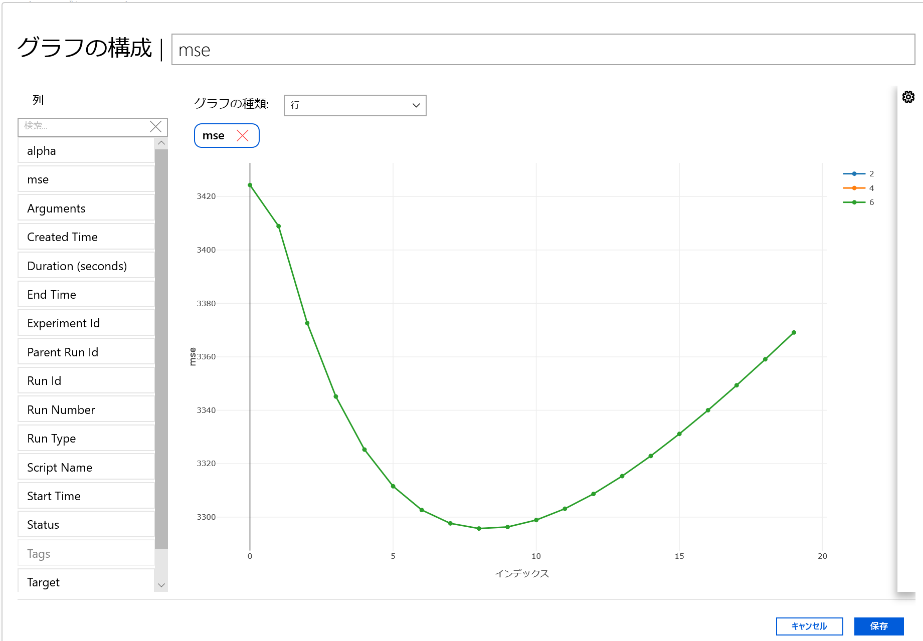 グラフの構成 | mse
列
検索...
alpha
mse
Arguments
Created Time
Duration (seconds)
End Time
Experiment Id
Parent Run Id
Run Id
Run Number
Run Type
Script Name
Start Time
Status
Tags
Target
グラフの種類: 行
mse
3420
3400
3380
3360
3340
3320
3300
mse
0 5 10 15 20
インデックス
2
4
6
キャンセル 保存